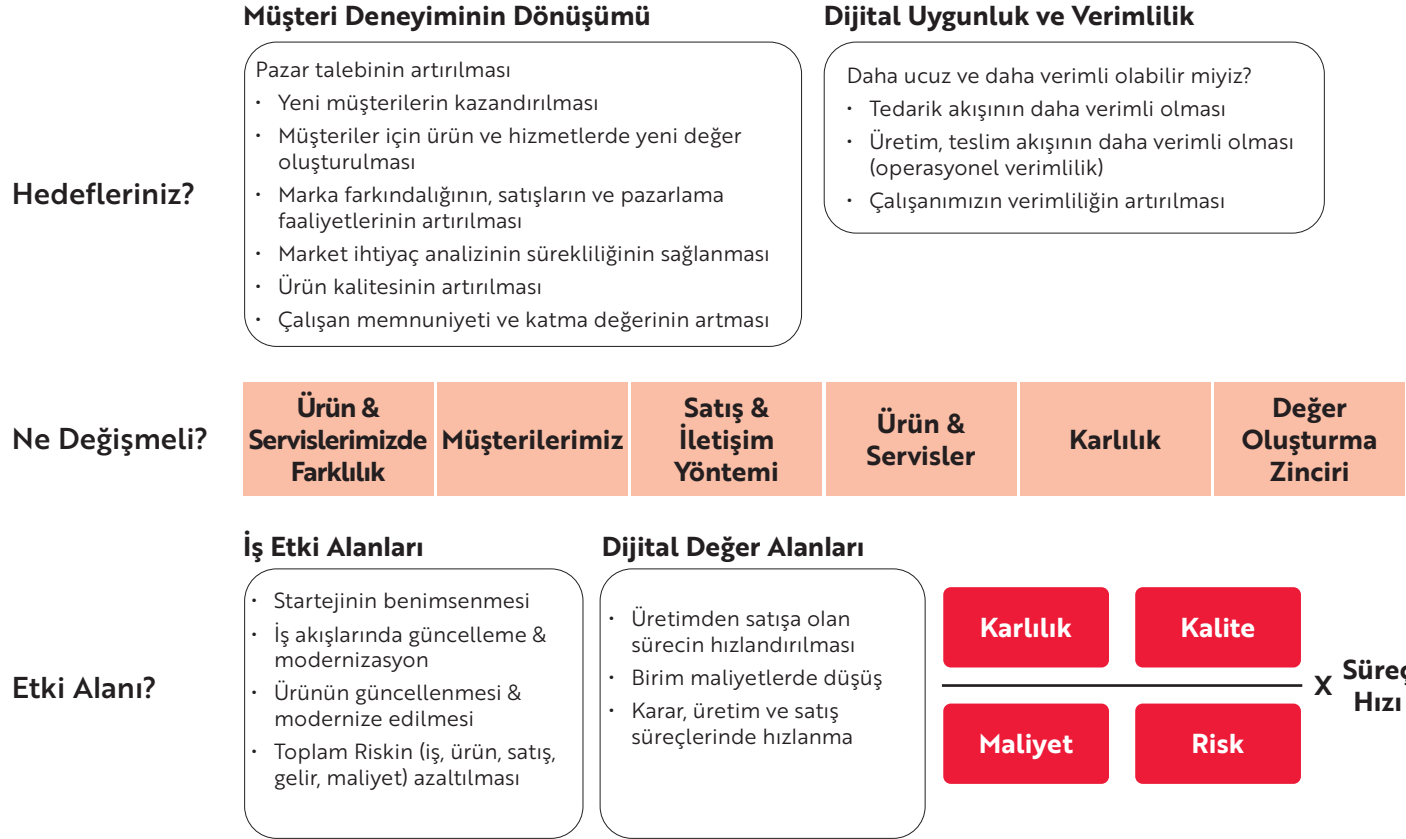 Müşteri Deneyiminin Dönüşümü
Dijital Uygunluk ve Verimlilik
Hedefleriniz?
Pazar talebinin artırılması
• Yeni müşterilerin kazandırılması
• Müşteriler için ürün ve hizmetlerde yeni değer
oluşturulması
• Marka farkındalığının, satışların ve pazarlama
faaliyetlerinin artırılması
• Market ihtiyaç analizinin sürekliliğinin sağlanması
• Ürün kalitesinin artırılması
• Çalışan memnuniyeti ve katma değerinin artması
Daha ucuz ve daha verimli olabilir miyiz?
• Tedarik akışının daha verimli olması
• Üretim, teslim akışının daha verimli olması
(operasyonel verimlilik)
• Çalışanımızın verimliliğin artırılması
Ne Değişmeli?
Ürün &
Servislerimizde
Farklılık
Müşterilerimiz
Satış &
İletişim
Yöntemi
Ürün &
Servisler
Karlılık
Değer
Oluşturma
Zinciri
İş Etki Alanları
Dijital Değer Alanları
Etki Alanı?
• Startejinin benimsenmesi
• İş akışlarında güncelleme &
modernizasyon
• Ürünün güncellenmesi &
modernize edilmesi
• Toplam Riskin (iş, ürün, satış,
gelir, maliyet) azaltılması
• Üretimden satışa olan
sürecin hızlandırılması
• Birim maliyetlerde düşüş
• Karar, üretim ve satış
süreçlerinde hızlanma
Karlılık
Kalite
Maliyet
Risk
X
Süreç
Hızı